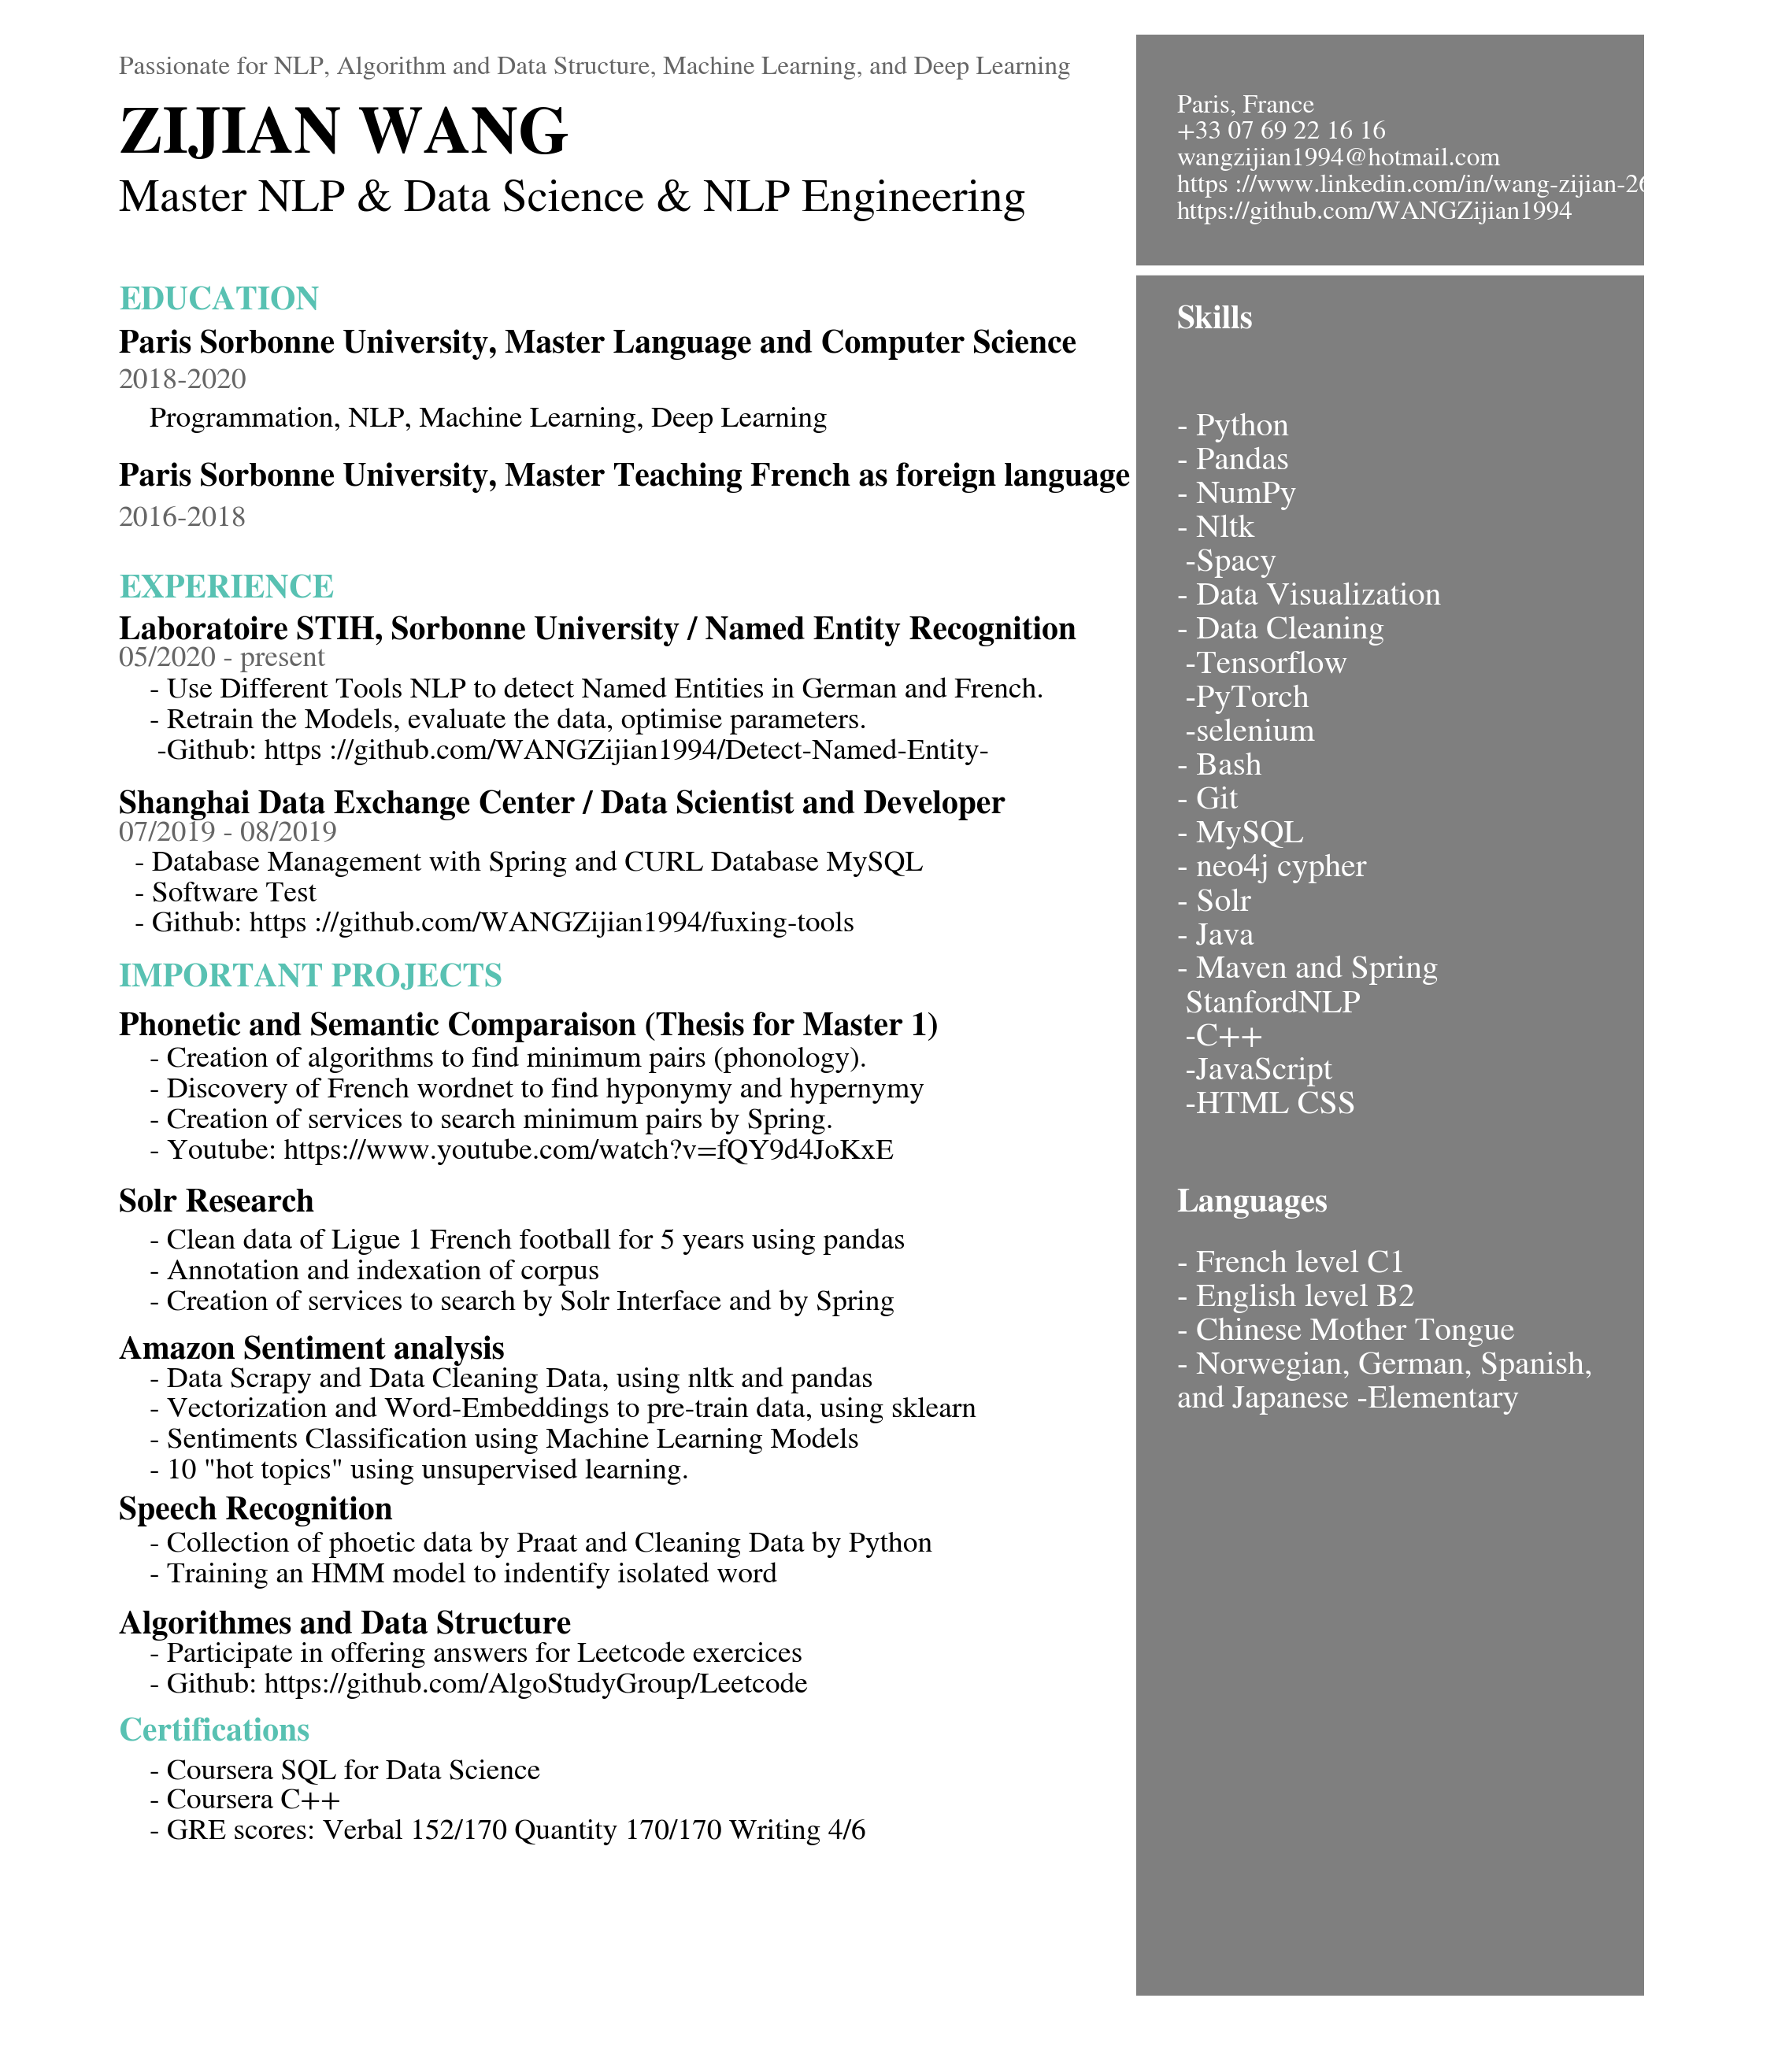 Passionate for NLP, Algorithm and Data Structure, Machine Learning, and Deep Learning
ZIJIAN WANG
Master NLP & Data Science & NLP Engineering
EDUCATION
Paris Sorbonne University, Master Language and Computer Science
2018-2020
Programmation, NLP, Machine Learning, Deep Learning
Paris Sorbonne University, Master Teaching French as foreign language
2016-2018
EXPERIENCE
Laboratoire STIH, Sorbonne University / Named Entity Recognition
05/2020 - present
- Use Different Tools NLP to detect Named Entities in German and French.
- Retrain the Models, evaluate the data, optimise parameters.
-Github: https ://github.com/WANGZijian1994/Detect-Named-Entity-
Shanghai Data Exchange Center / Data Scientist and Developer
07/2019 - 08/2019
- Database Management with Spring and CURL Database MySQL
- Software Test
- Github: https ://github.com/WANGZijian1994/fuxing-tools
IMPORTANT PROJECTS
Phonetic and Semantic Comparaison (Thesis for Master 1)
- Creation of algorithms to find minimum pairs (phonology).
- Discovery of French wordnet to find hyponymy and hypernymy
- Creation of services to search minimum pairs by Spring.
- Youtube: https://www.youtube.com/watch?v=fQY9d4JoKxE
Solr Research
- Clean data of Ligue 1 French football for 5 years using pandas
- Annotation and indexation of corpus
- Creation of services to search by Solr Interface and by Spring
Amazon Sentiment analysis
- Data Scrapy and Data Cleaning Data, using nltk and pandas
- Vectorization and Word-Embeddings to pre-train data, using sklearn
- Sentiments Classification using Machine Learning Models
- 10 "hot topics" using unsupervised learning.
Speech Recognition
- Collection of phoetic data by Praat and Cleaning Data by Python
- Training an HMM model to indentify isolated word
Algorithmes and Data Structure
- Participate in offering answers for Leetcode exercices
- Github: https://github.com/AlgoStudyGroup/Leetcode
Certifications
- Coursera SQL for Data Science
- Coursera C++
- GRE scores: Verbal 152/170 Quantity 170/170 Writing 4/6
Paris, France
+33 07 69 22 16 16
wangzijian1994@hotmail.com
https ://www.linkedin.com/in/wang-zijian-26
https://github.com/WANGZijian1994
Skills
- Python
- Pandas
- NumPy
- Nltk
-Spacy
- Data Visualization
- Data Cleaning
-Tensorflow
-PyTorch
-selenium
- Bash
- Git
- MySQL
- neo4j cypher
- Solr
- Java
- Maven and Spring
StanfordNLP
-C++
-JavaScript
-HTML CSS
Languages
- French level C1
- English level B2
- Chinese Mother Tongue
- Norwegian, German, Spanish,
and Japanese -Elementary